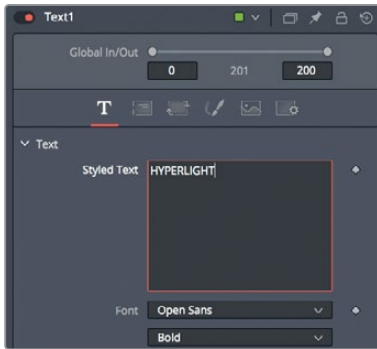 Text1
Global In/Out
0 201 200
T
Text
Styled Text HYPERLIGHT
Font Open Sans
Bold